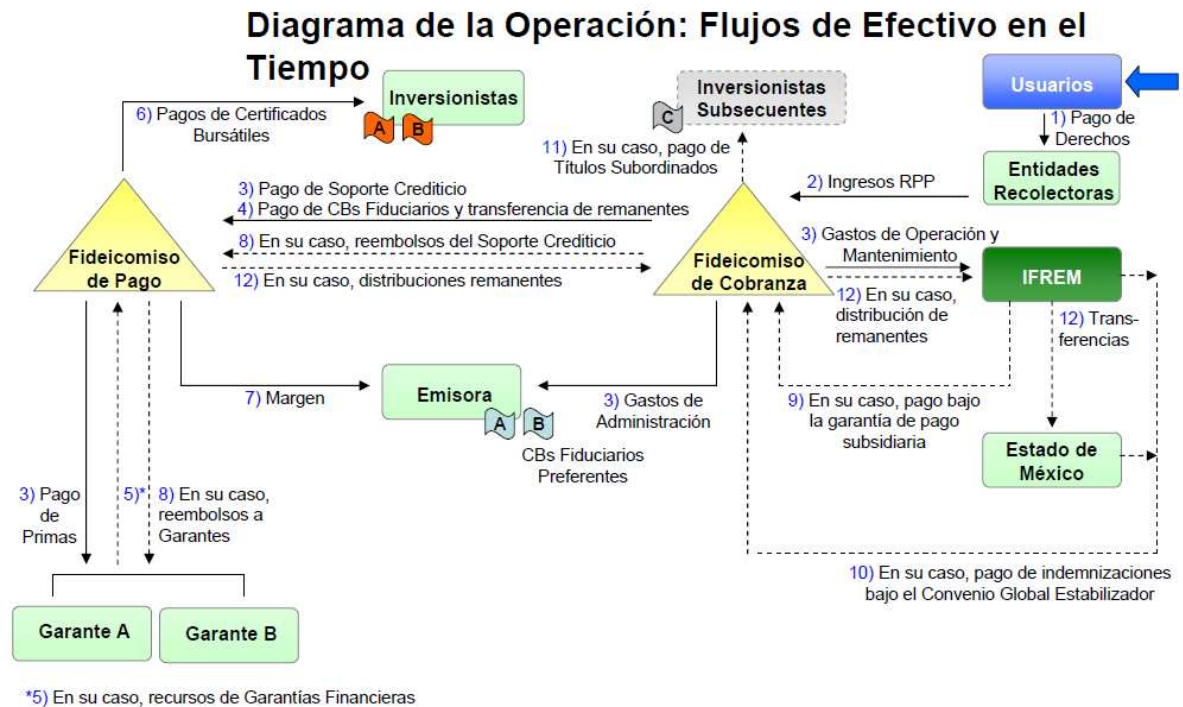 Diagrama de la Operación: Flujos de Efectivo en el
Tiempo
Inversionistas
A
B
6) Pagos de Certificados
Bursátiles
Inversionistas
Subsecuentes
C
11) En su caso, pago de
Títulos Subordinados
Usuarios
1) Pago de
Derechos
Entidades
Recolectoras
2) Ingresos RPP
3) Pago de Soporte Crediticio
4) Pago de CBs Fiduciarios y transferencia de remanentes
8) En su caso, reembolsos del Soporte Crediticio
12) En su caso, distribuciones remanentes
Fideicomiso
de Pago
Fideicomiso
de Cobranza
3) Gastos de Operación y
Mantenimiento
12) En su caso,
distribución de
remanentes
IFREM
12) Trans-
ferencias
7) Margen
Emisora
A
B
CBs Fiduciarios
Preferentes
3) Gastos de
Administración
9) En su caso, pago bajo
la garantía de pago
subsidiaria
Estado de
México
3) Pago
de
Primas
5)*
8) En su caso,
reembolsos a
Garantes
10) En su caso, pago de indemnizaciones
bajo el Convenio Global Estabilizador
Garante A
Garante B
*5) En su caso, recursos de Garantías Financieras